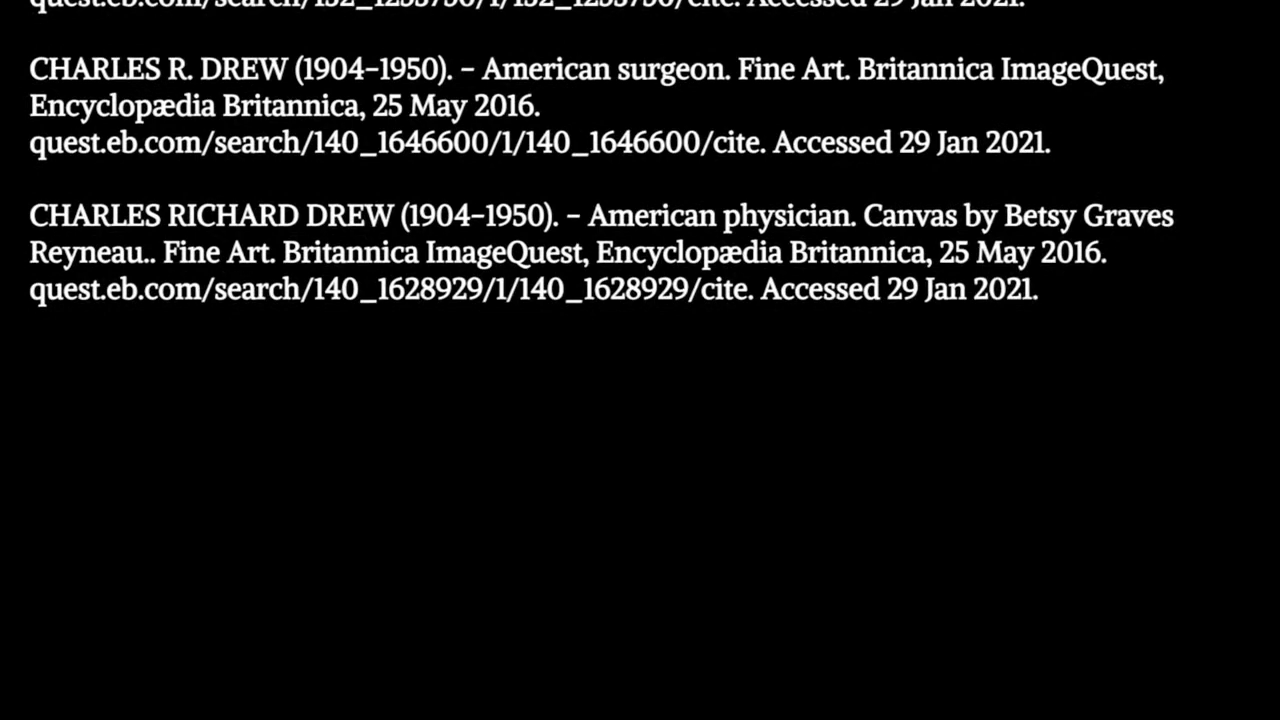 CHARLES R. DREW (1904–1950). – American surgeon. Fine Art. Britannica ImageQuest,
Encyclopædia Britannica, 25 May 2016.
quest.eb.com/search/140_1646600/1/140_1646600/cite. Accessed 29 Jan 2021.
CHARLES RICHARD DREW (1904–1950). – American physician. Canvas by Betsy Graves
Reyneau.. Fine Art. Britannica ImageQuest, Encyclopædia Britannica, 25 May 2016.
quest.eb.com/search/140_1628929/1/140_1628929/cite. Accessed 29 Jan 2021.